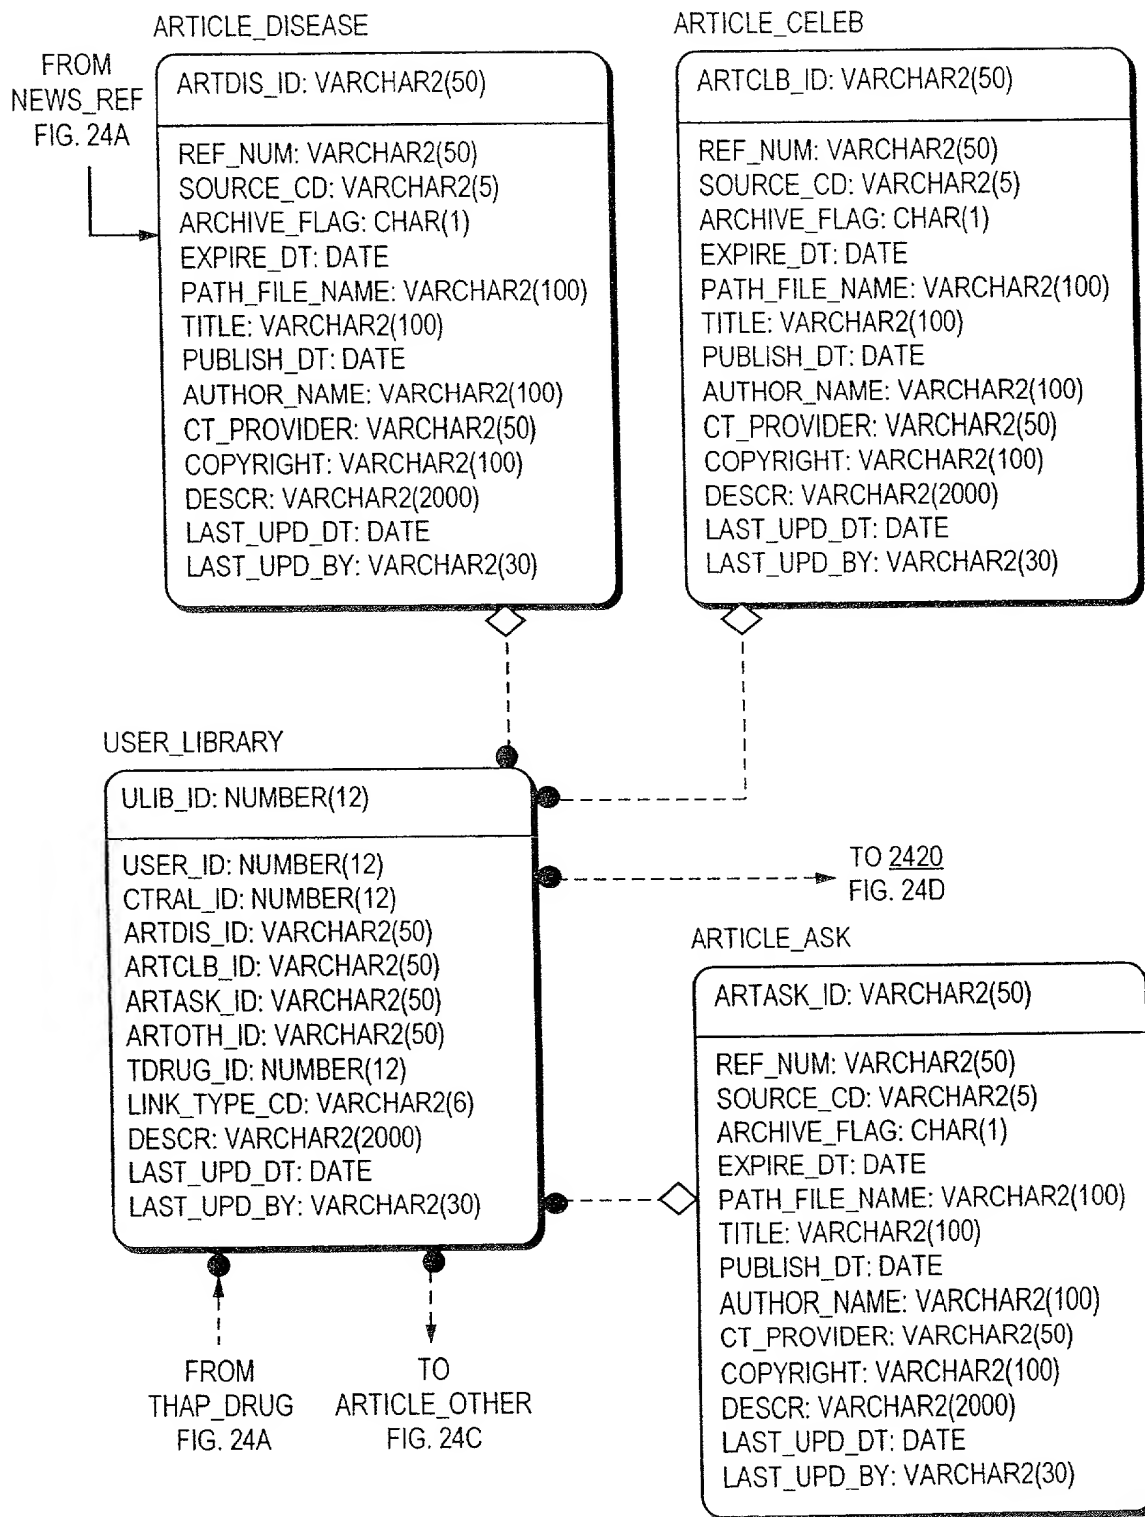 ARTICLE_DISEASE
FROM
NEWS_REF
FIG. 24A
ARTDIS_ID: VARCHAR2(50)
REF_NUM: VARCHAR2(50)
SOURCE_CD: VARCHAR2(5)
ARCHIVE_FLAG: CHAR(1)
EXPIRE_DT: DATE
PATH_FILE_NAME: VARCHAR2(100)
TITLE: VARCHAR2(100)
PUBLISH_DT: DATE
AUTHOR_NAME: VARCHAR2(100)
CT_PROVIDER: VARCHAR2(50)
COPYRIGHT: VARCHAR2(100)
DESCR: VARCHAR2(2000)
LAST_UPD_DT: DATE
LAST_UPD_BY: VARCHAR2(30)
ARTICLE_CELEB
ARTCLB_ID: VARCHAR2(50)
REF_NUM: VARCHAR2(50)
SOURCE_CD: VARCHAR2(5)
ARCHIVE_FLAG: CHAR(1)
EXPIRE_DT: DATE
PATH_FILE_NAME: VARCHAR2(100)
TITLE: VARCHAR2(100)
PUBLISH_DT: DATE
AUTHOR_NAME: VARCHAR2(100)
CT_PROVIDER: VARCHAR2(50)
COPYRIGHT: VARCHAR2(100)
DESCR: VARCHAR2(2000)
LAST_UPD_DT: DATE
LAST_UPD_BY: VARCHAR2(30)
USER_LIBRARY
ULIB_ID: NUMBER(12)
USER_ID: NUMBER(12)
CTRAL_ID: NUMBER(12)
ARTDIS_ID: VARCHAR2(50)
ARTCLB_ID: VARCHAR2(50)
ARTASK_ID: VARCHAR2(50)
ARTOTH_ID: VARCHAR2(50)
TDRUG_ID: NUMBER(12)
LINK_TYPE_CD: VARCHAR2(6)
DESCR: VARCHAR2(2000)
LAST_UPD_DT: DATE
LAST_UPD_BY: VARCHAR2(30)
TO 2420
FIG. 24D
ARTICLE_ASK
ARTASK_ID: VARCHAR2(50)
REF_NUM: VARCHAR2(50)
SOURCE_CD: VARCHAR2(5)
ARCHIVE_FLAG: CHAR(1)
EXPIRE_DT: DATE
PATH_FILE_NAME: VARCHAR2(100)
TITLE: VARCHAR2(100)
PUBLISH_DT: DATE
AUTHOR_NAME: VARCHAR2(100)
CT_PROVIDER: VARCHAR2(50)
COPYRIGHT: VARCHAR2(100)
DESCR: VARCHAR2(2000)
LAST_UPD_DT: DATE
LAST_UPD_BY: VARCHAR2(30)
FROM
THAP_DRUG
FIG. 24A
TO
ARTICLE_OTHER
FIG. 24C